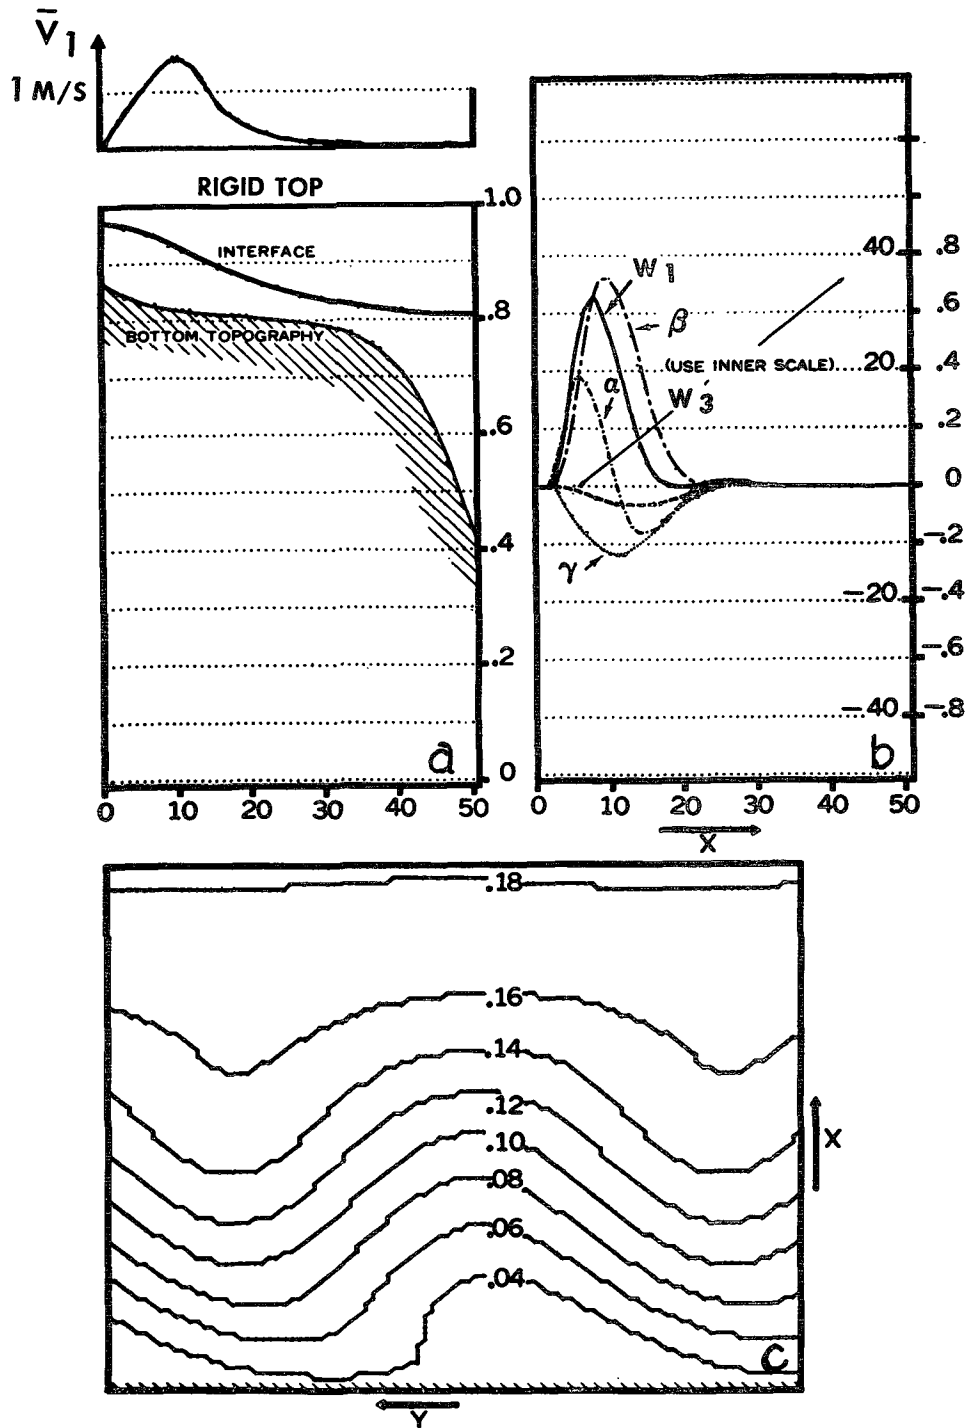 V̄1
1 M/S
RIGID TOP
INTERFACE
BOTTOM TOPOGRAPHY
1.0
.8
.6
.4
.2
0
a
0 10 20 30 40 50
W1
β
(USE INNER SCALE)
α
W'3
γ
40 .8
.6
20 .4
.2
0
-.2
-20 -.4
-.6
-40 -.8
b
0 10 20 30 40 50
X
.18
.16
.14
.12
.10
.08
.06
.04
X
C
Y